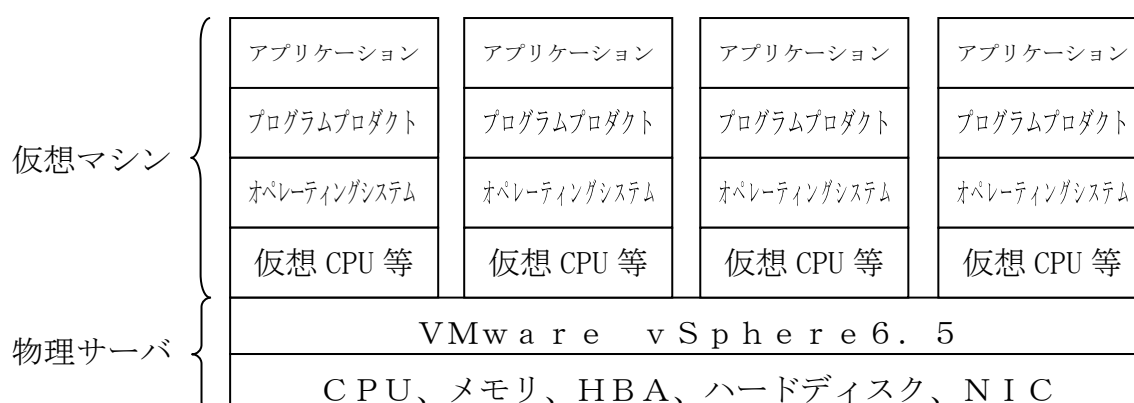 アプリケーション アプリケーション アプリケーション アプリケーション
プログラムプロダクト プログラムプロダクト プログラムプロダクト プログラムプロダクト
仮想マシン
オペレーティングシステム オペレーティングシステム オペレーティングシステム オペレーティングシステム
仮想 CPU 等 仮想 CPU 等 仮想 CPU 等 仮想 CPU 等
VMware vSphere6.5
物理サーバ
CPU、メモリ、HBA、ハードディスク、NIC